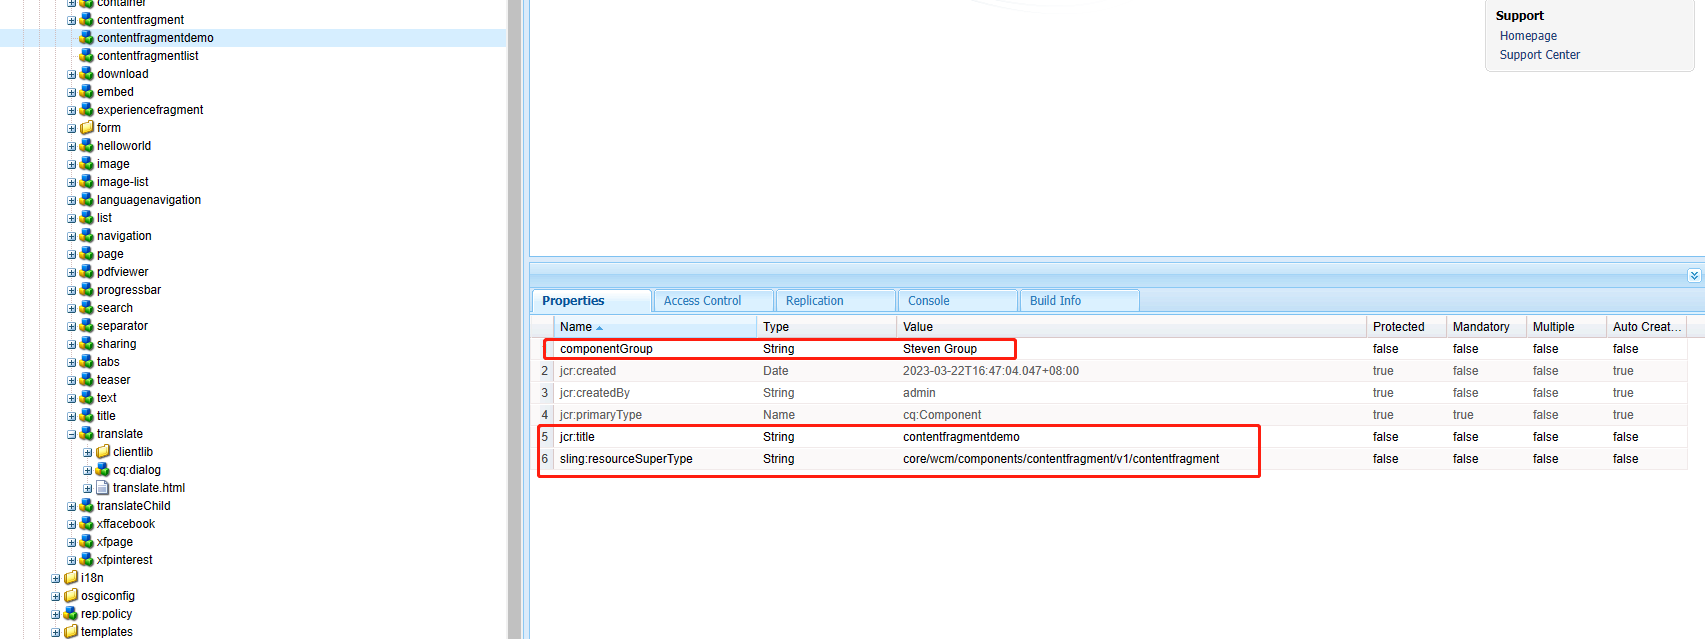 container
contentfragment
contentfragmentdemo
contentfragmentlist
download
embed
experiencefragment
form
helloworld
image
image-list
languagenavigation
list
navigation
page
pdfviewer
progressbar
search
separator
sharing
tabs
teaser
text
title
translate
clientlib
cq:dialog
translate.html
translateChild
xffacebook
xfpage
xfpinterest
i18n
osgiconfig
rep:policy
templates
Support
Homepage
Support Center
Properties Access Control Replication Console Build Info
Name Type Value Protected Mandatory Multiple Auto Creat...
componentGroup String Steven Group false false false false
2 jcr:created Date 2023-03-22T16:47:04.047+08:00 true false false true
3 jcr:createdBy String admin true false false true
4 jcr:primaryType Name cq:Component true true false true
5 jcr:title String contentfragmentdemo false false false false
6 sling:resourceSuperType String core/wcm/components/contentfragment/v1/contentfragment false false false false